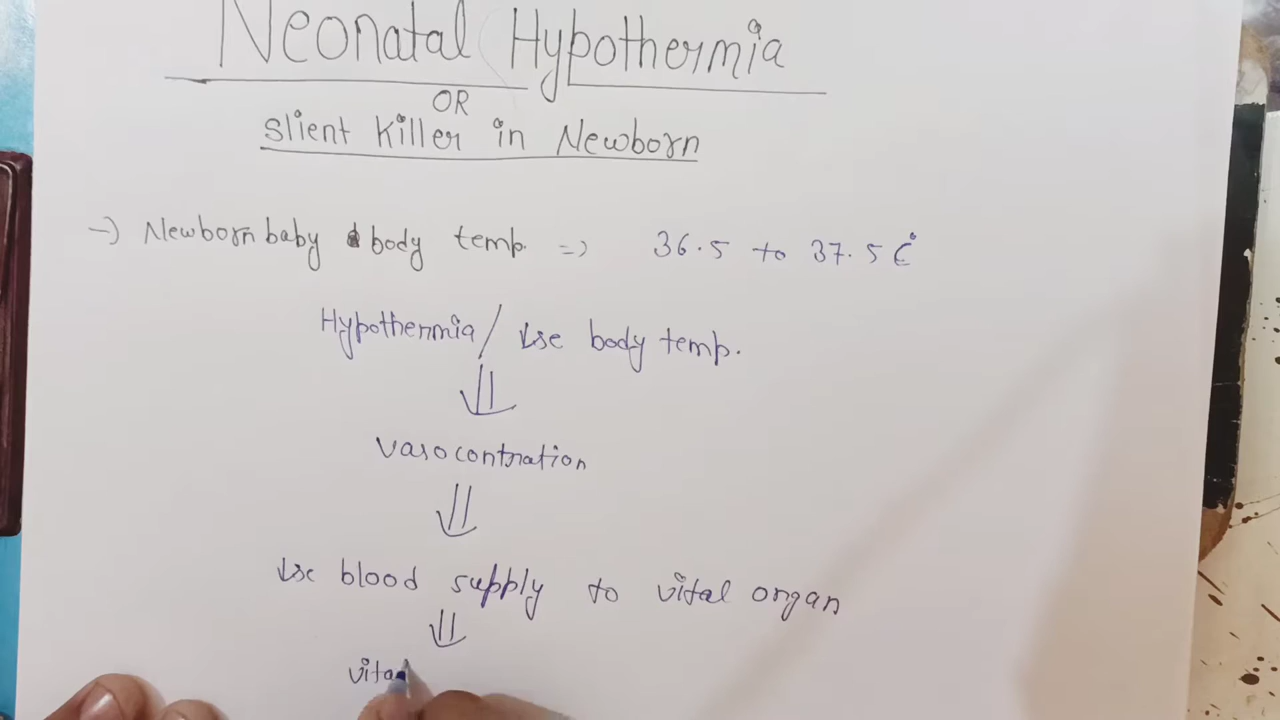 Neonatal Hypothermia
OR
Slient Killer in Newborn
→ Newborn baby body temp. => 36.5 to 37.5 C°
Hypothermia / ↓se body temp.
⇓
vasocontration
⇓
↓se blood supply to vital organ
⇓
vita